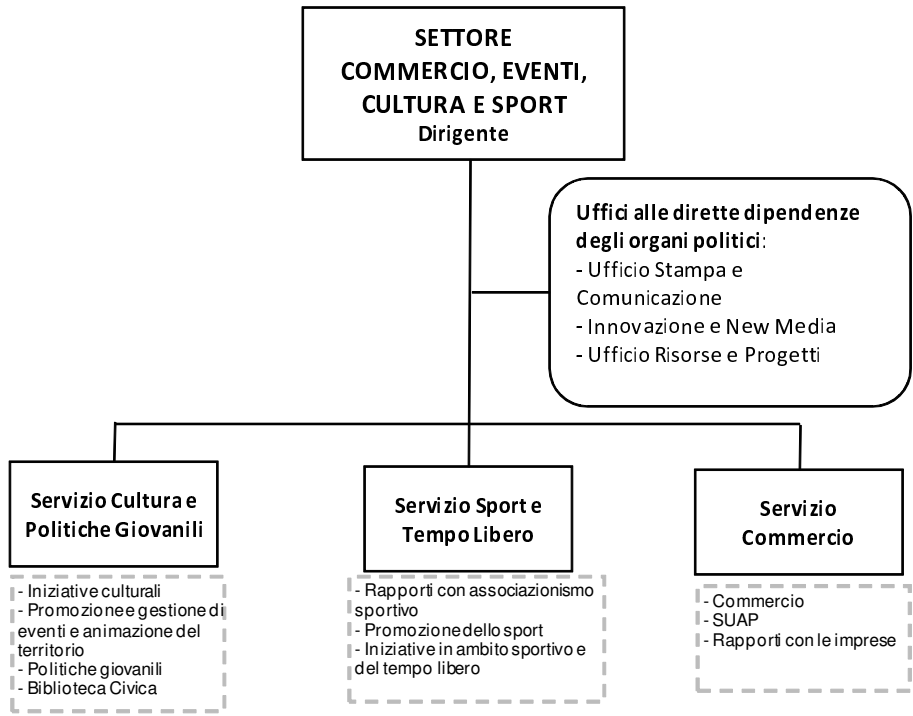 SETTORE
COMMERCIO, EVENTI,
CULTURA E SPORT
Dirigente
Uffici alle dirette dipendenze
degli organi politici:
- Ufficio Stampa e
Comunicazione
- Innovazione e New Media
- Ufficio Risorse e Progetti
Servizio Cultura e
Politiche Giovanili
- Iniziative culturali
- Promozione e gestione di
eventi e animazione del
territorio
- Politiche giovanili
- Biblioteca Civica
Servizio Sport e
Tempo Libero
- Rapporti con associazionismo
sportivo
- Promozione dello sport
- Iniziative in ambito sportivo e
del tempo libero
Servizio
Commercio
- Commercio
- SUAP
- Rapporti con le imprese